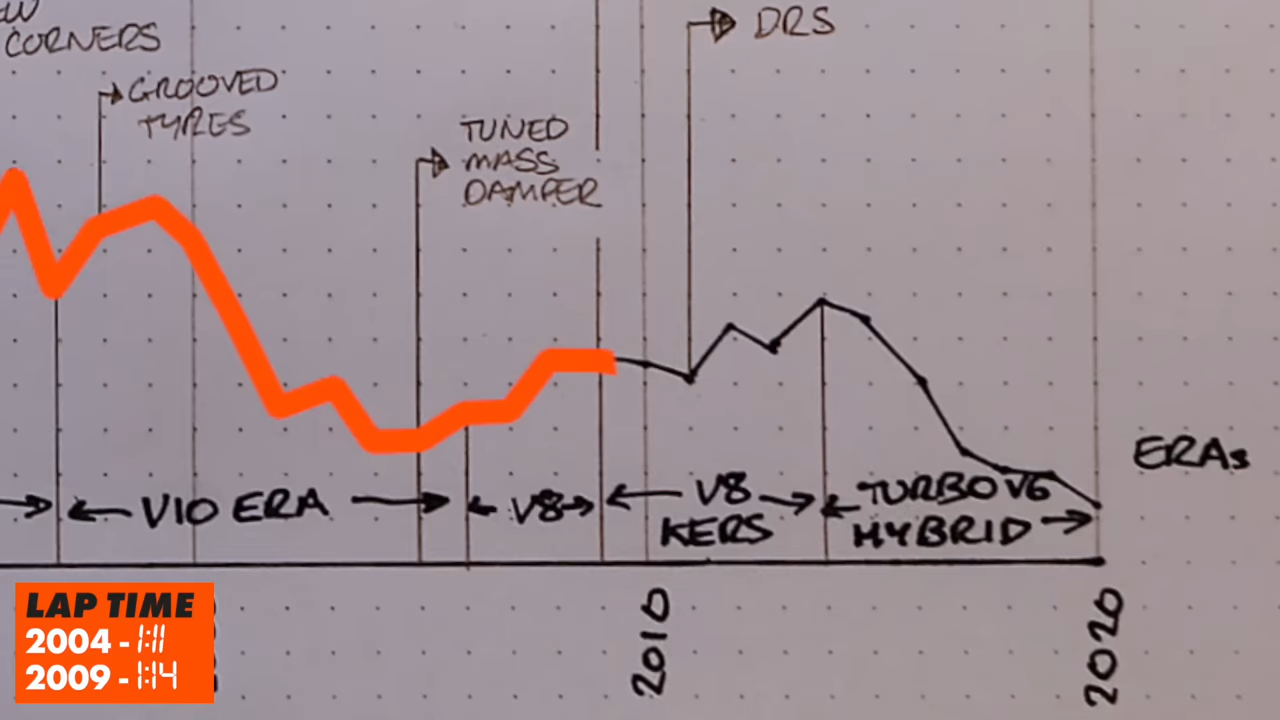 CORNERS
GROOVED
TYRES
TUNED
MASS
DAMPER
DRS
V10 ERA
V8
V8
KERS
TURBO V6
HYBRID
ERAs
2010
2020
LAP TIME
2004 - 1:11
2009 - 1:14